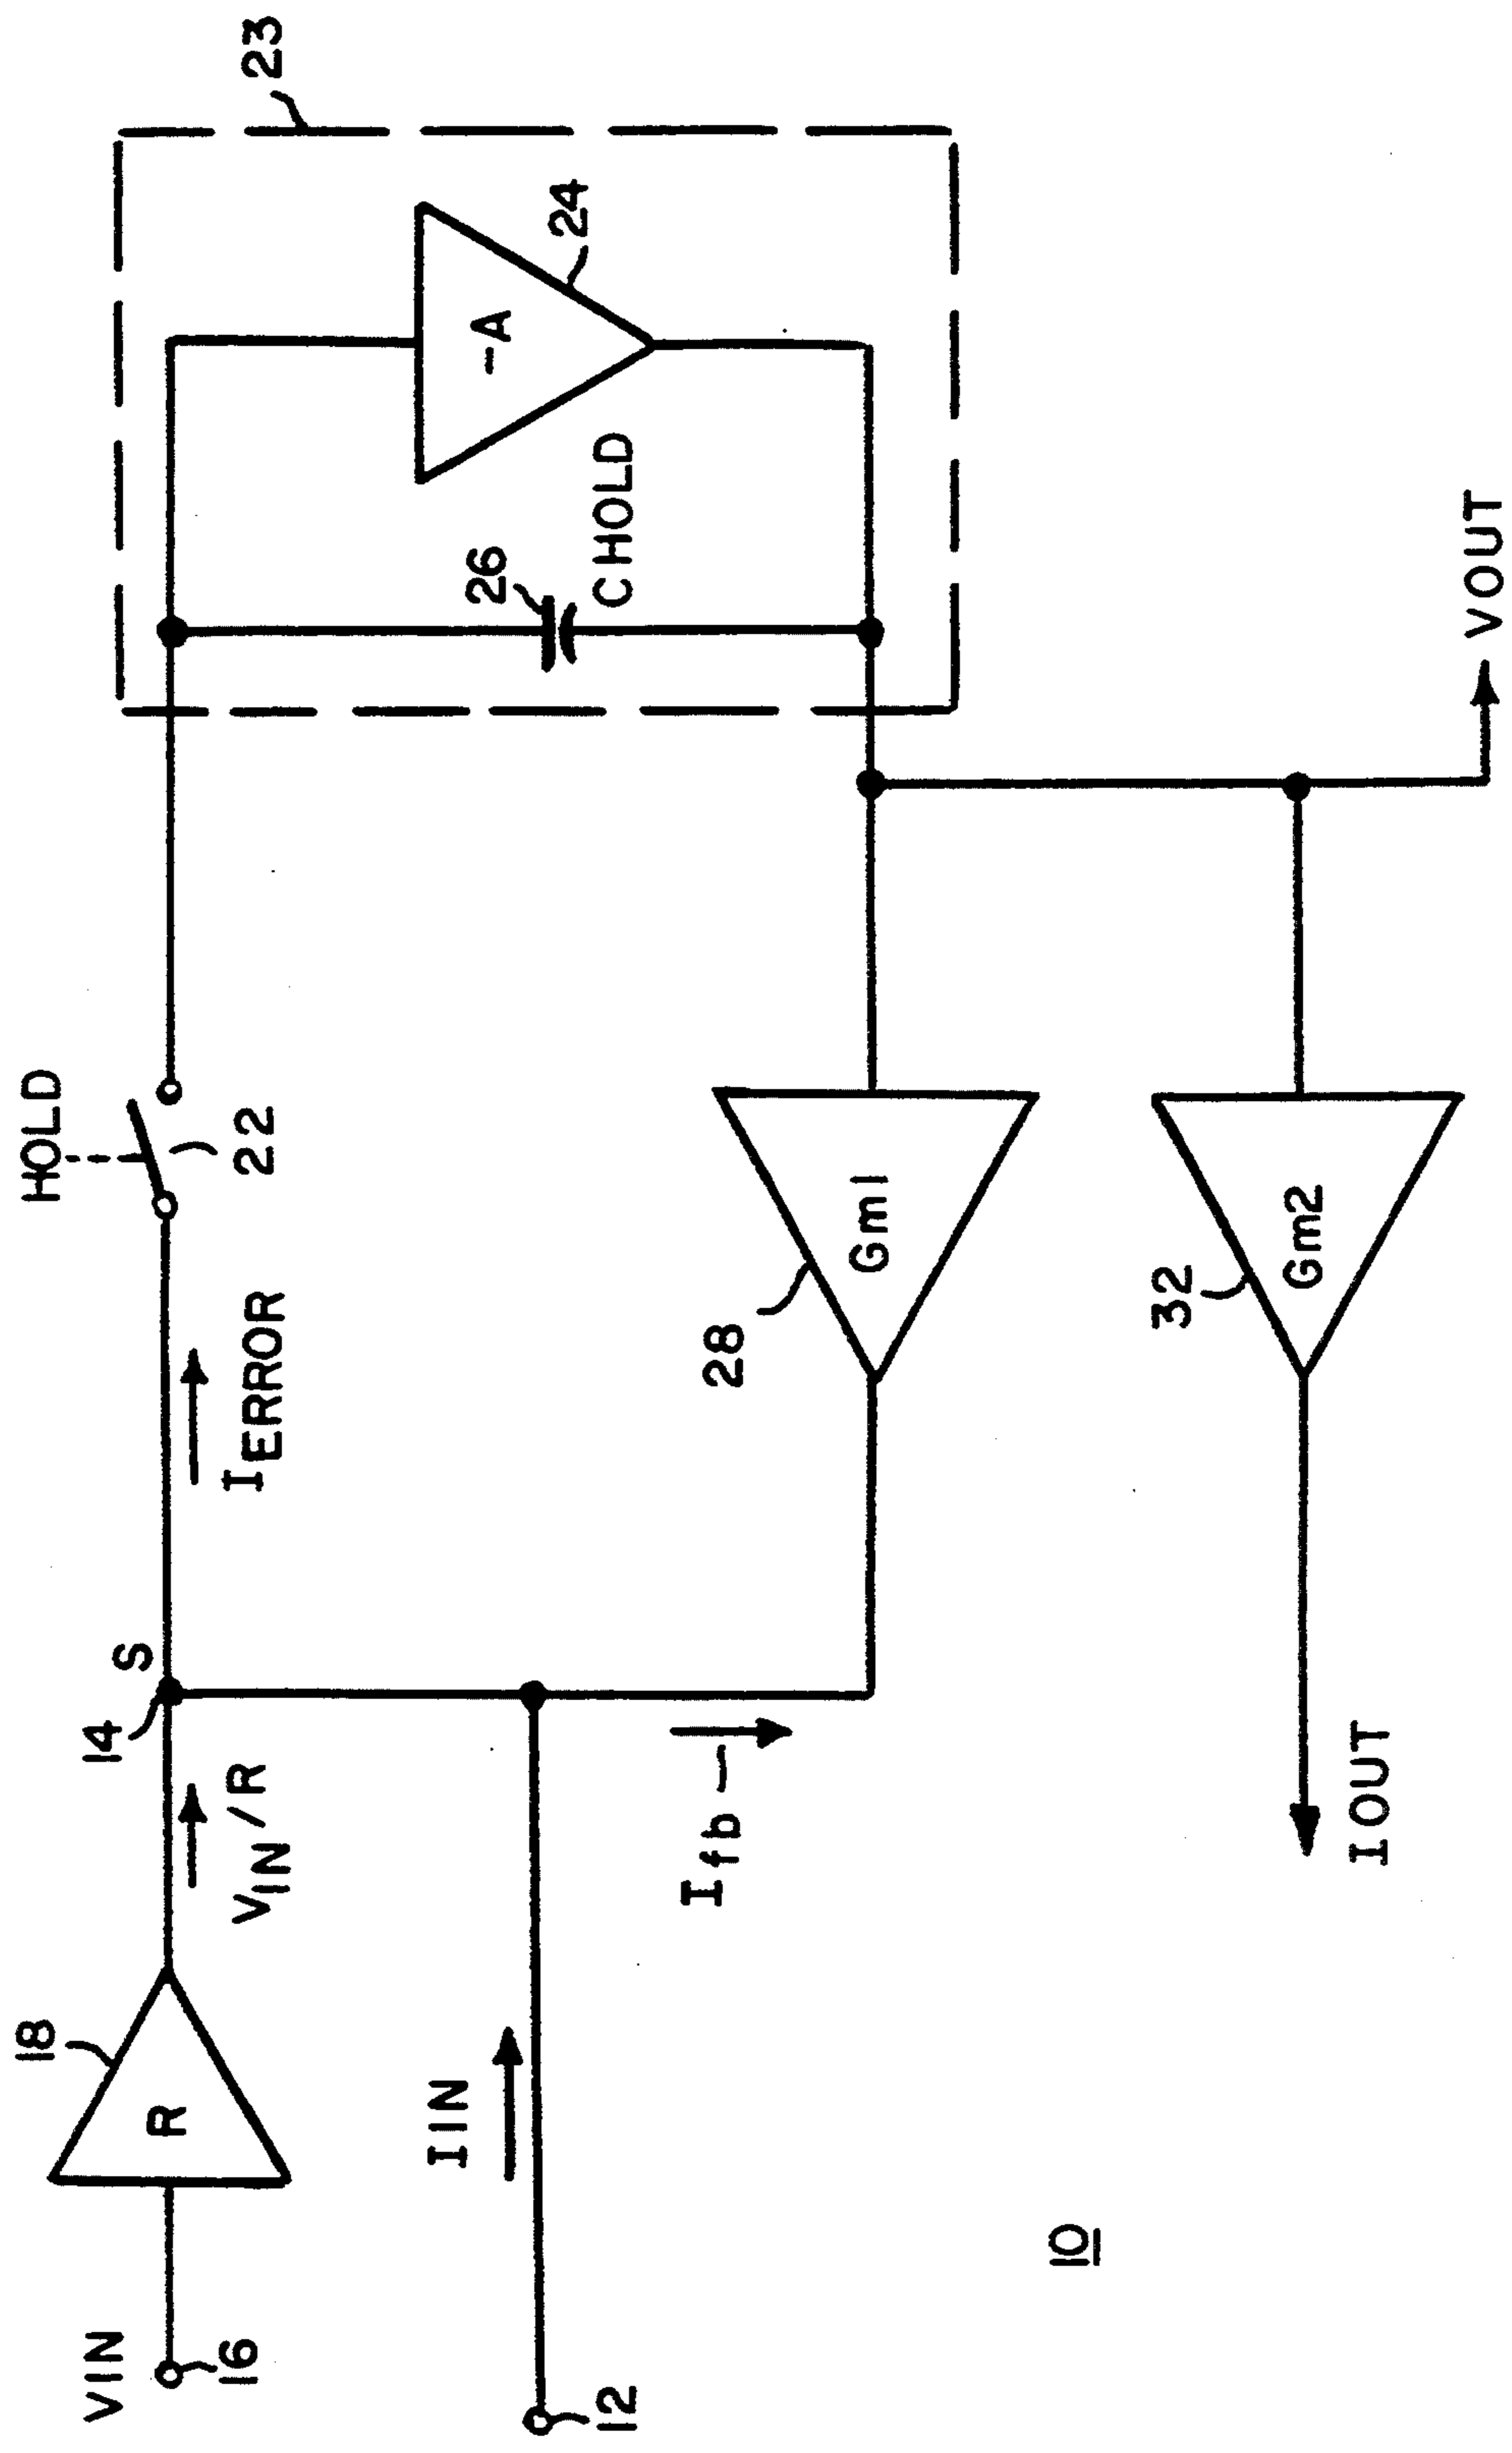 HOLD
23
18
14
S
22
VIN
R
VIN/R
IERROR
16
26
-A
24
CHOLD
IIN
12
Ifb
28
Gm1
VOUT
32
Gm2
IOUT
10